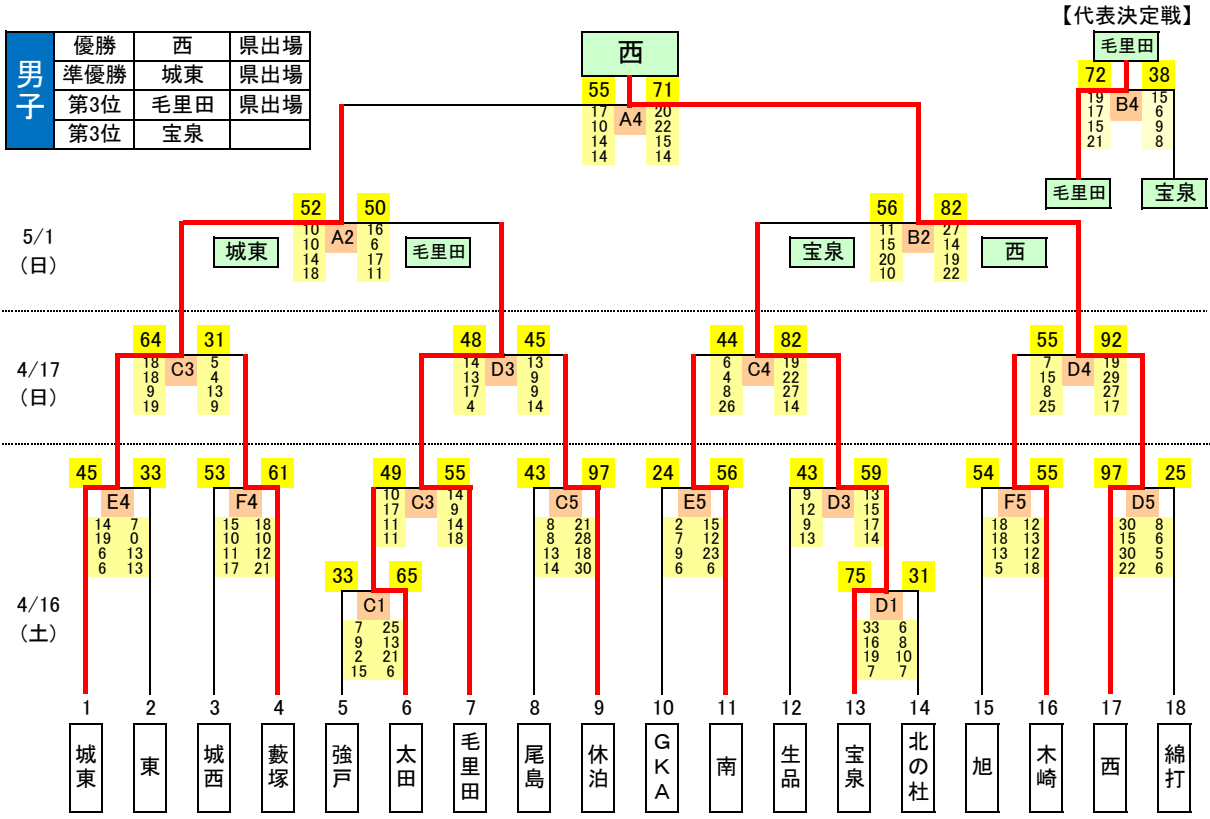 【代表決定戦】
男子
優勝 西 県出場
準優勝 城東 県出場
第3位 毛里田 県出場
第3位 宝泉
西
55 71
A4
17 20
10 22
14 15
14 14
毛里田
72 38
B4
19 15
17 6
15 9
21 8
毛里田 宝泉
5/1
（日）
52 50
A2
10 16
10 6
14 17
18 11
城東 毛里田
56 82
B2
11 27
15 14
20 19
10 22
宝泉 西
4/17
（日）
64 31
C3
18 5
18 4
9 13
19 9
48 45
D3
14 13
13 9
17 9
4 14
44 82
C4
6 19
4 22
8 27
26 14
55 92
D4
7 19
15 29
8 27
25 17
4/16
（土）
45 33
E4
14 7
19 0
6 13
6 13
53 61
F4
15 18
10 10
11 12
17 21
49 55
C3
10 14
17 9
11 14
11 18
43 97
C5
8 21
8 28
13 18
14 30
24 56
E5
2 15
7 12
9 23
6 6
43 59
D3
9 13
12 15
9 17
13 14
54 55
F5
18 12
18 13
13 12
5 18
97 25
D5
30 8
15 6
30 5
22 6
33 65
C1
7 25
9 13
2 21
15 6
75 31
D1
33 6
16 8
19 10
7 7
1 2 3 4 5 6 7 8 9 10 11 12 13 14 15 16 17 18
城東 東 城西 藪塚 強戸 太田 毛里田 尾島 休泊 GKA 南 生品 宝泉 北の杜 旭 木崎 西 綿打